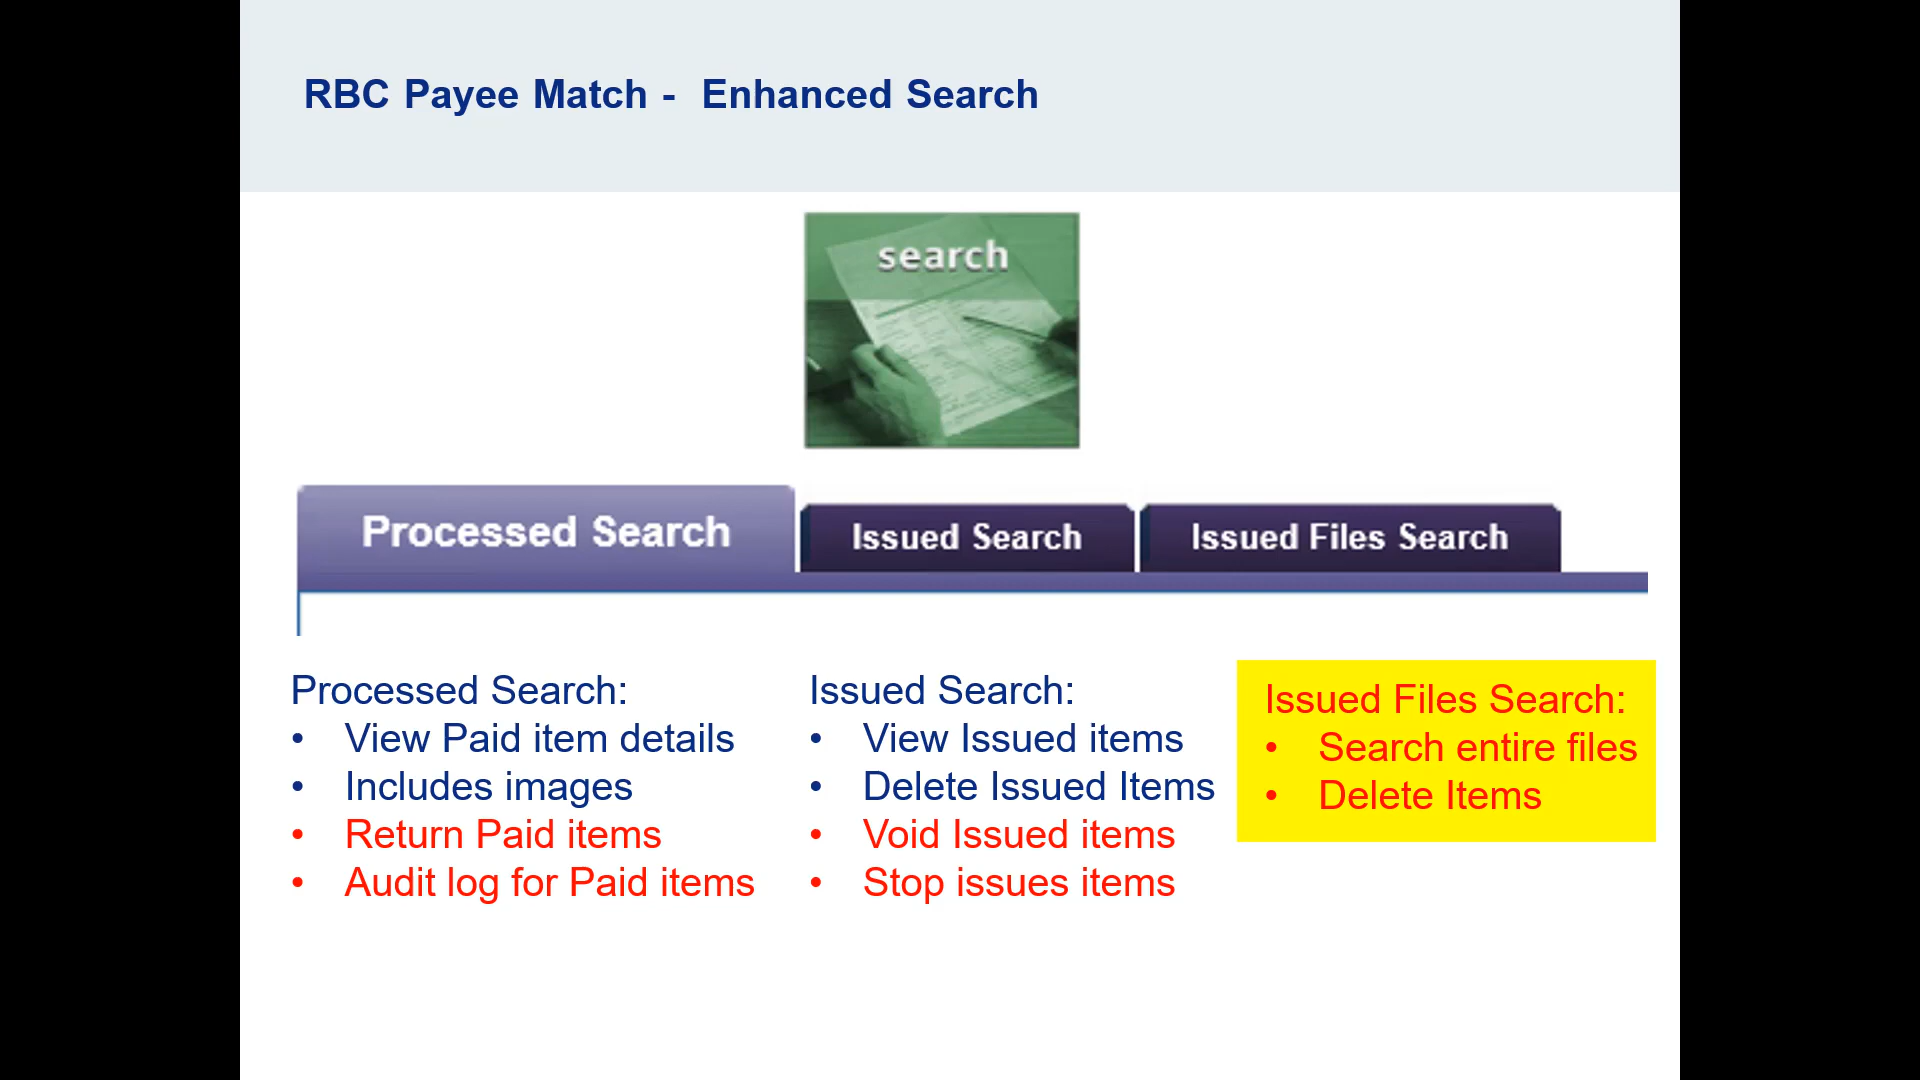 RBC Payee Match -  Enhanced Search
search
Processed Search
Issued Search
Issued Files Search
Processed Search:
• View Paid item details
• Includes images
• Return Paid items
• Audit log for Paid items
Issued Search:
• View Issued items
• Delete Issued Items
• Void Issued items
• Stop issues items
Issued Files Search:
• Search entire files
• Delete Items